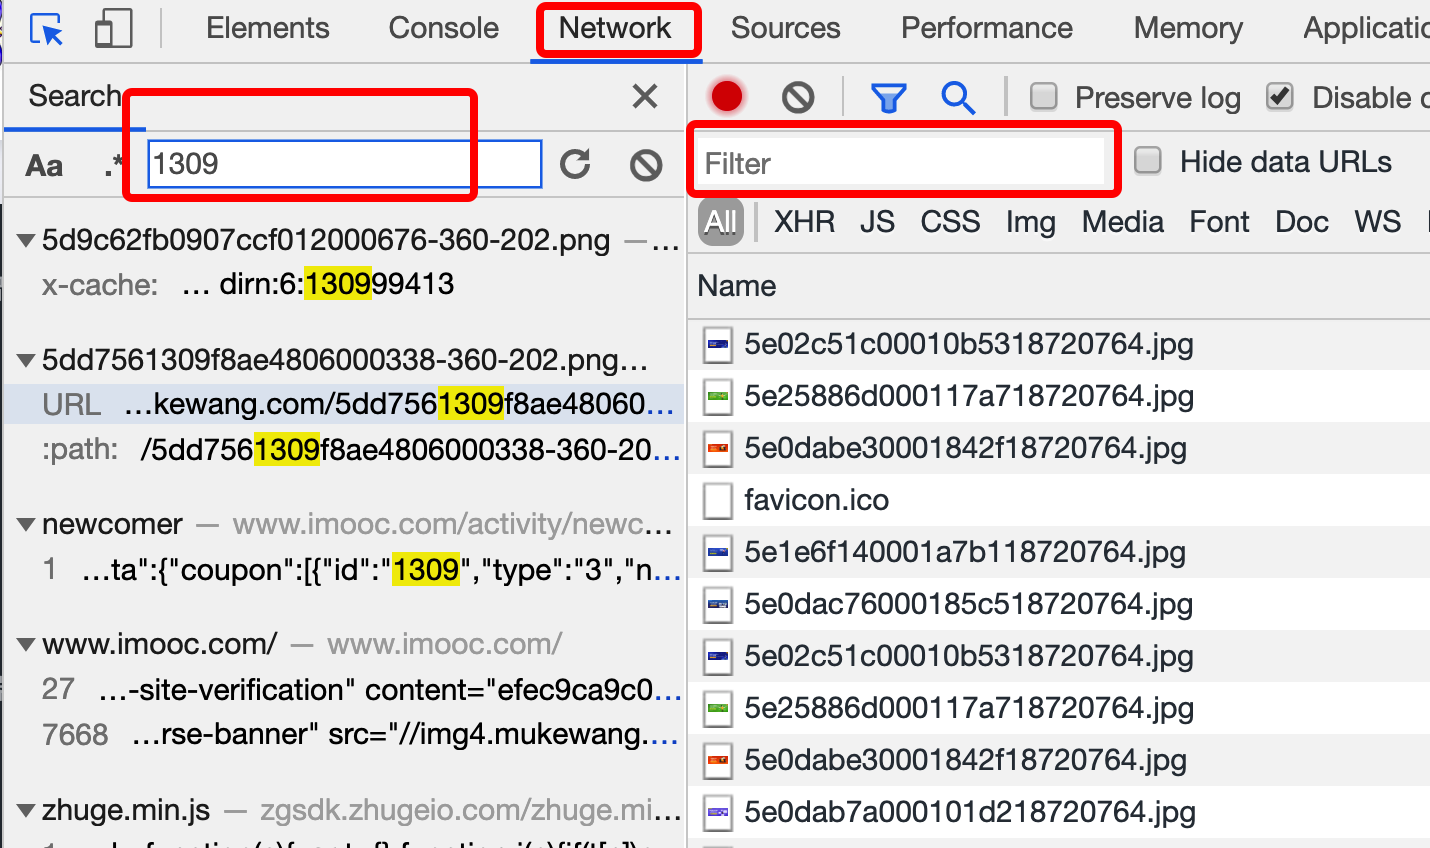 Elements Console Network Sources Performance Memory Applicatic
Search
Aa .* 1309
5d9c62fb0907ccf012000676-360-202.png —...
x-cache: ... dirn:6:130999413
5dd7561309f8ae4806000338-360-202.png...
URL ...kewang.com/5dd7561309f8ae48060...
:path: /5dd7561309f8ae4806000338-360-20...
newcomer — www.imooc.com/activity/newc...
1 ...ta":{"coupon":[{"id":"1309","type":"3","n...
www.imooc.com/ — www.imooc.com/
27 ...-site-verification" content="efec9ca9c0...
7668 ...rse-banner" src="//img4.mukewang....
zhuge.min.js — zgsdk.zhugeio.com/zhuge.mi...
Preserve log Disable c
Filter Hide data URLs
All XHR JS CSS Img Media Font Doc WS
Name
5e02c51c00010b5318720764.jpg
5e25886d000117a718720764.jpg
5e0dabe30001842f18720764.jpg
favicon.ico
5e1e6f140001a7b118720764.jpg
5e0dac76000185c518720764.jpg
5e02c51c00010b5318720764.jpg
5e25886d000117a718720764.jpg
5e0dabe30001842f18720764.jpg
5e0dab7a000101d218720764.jpg